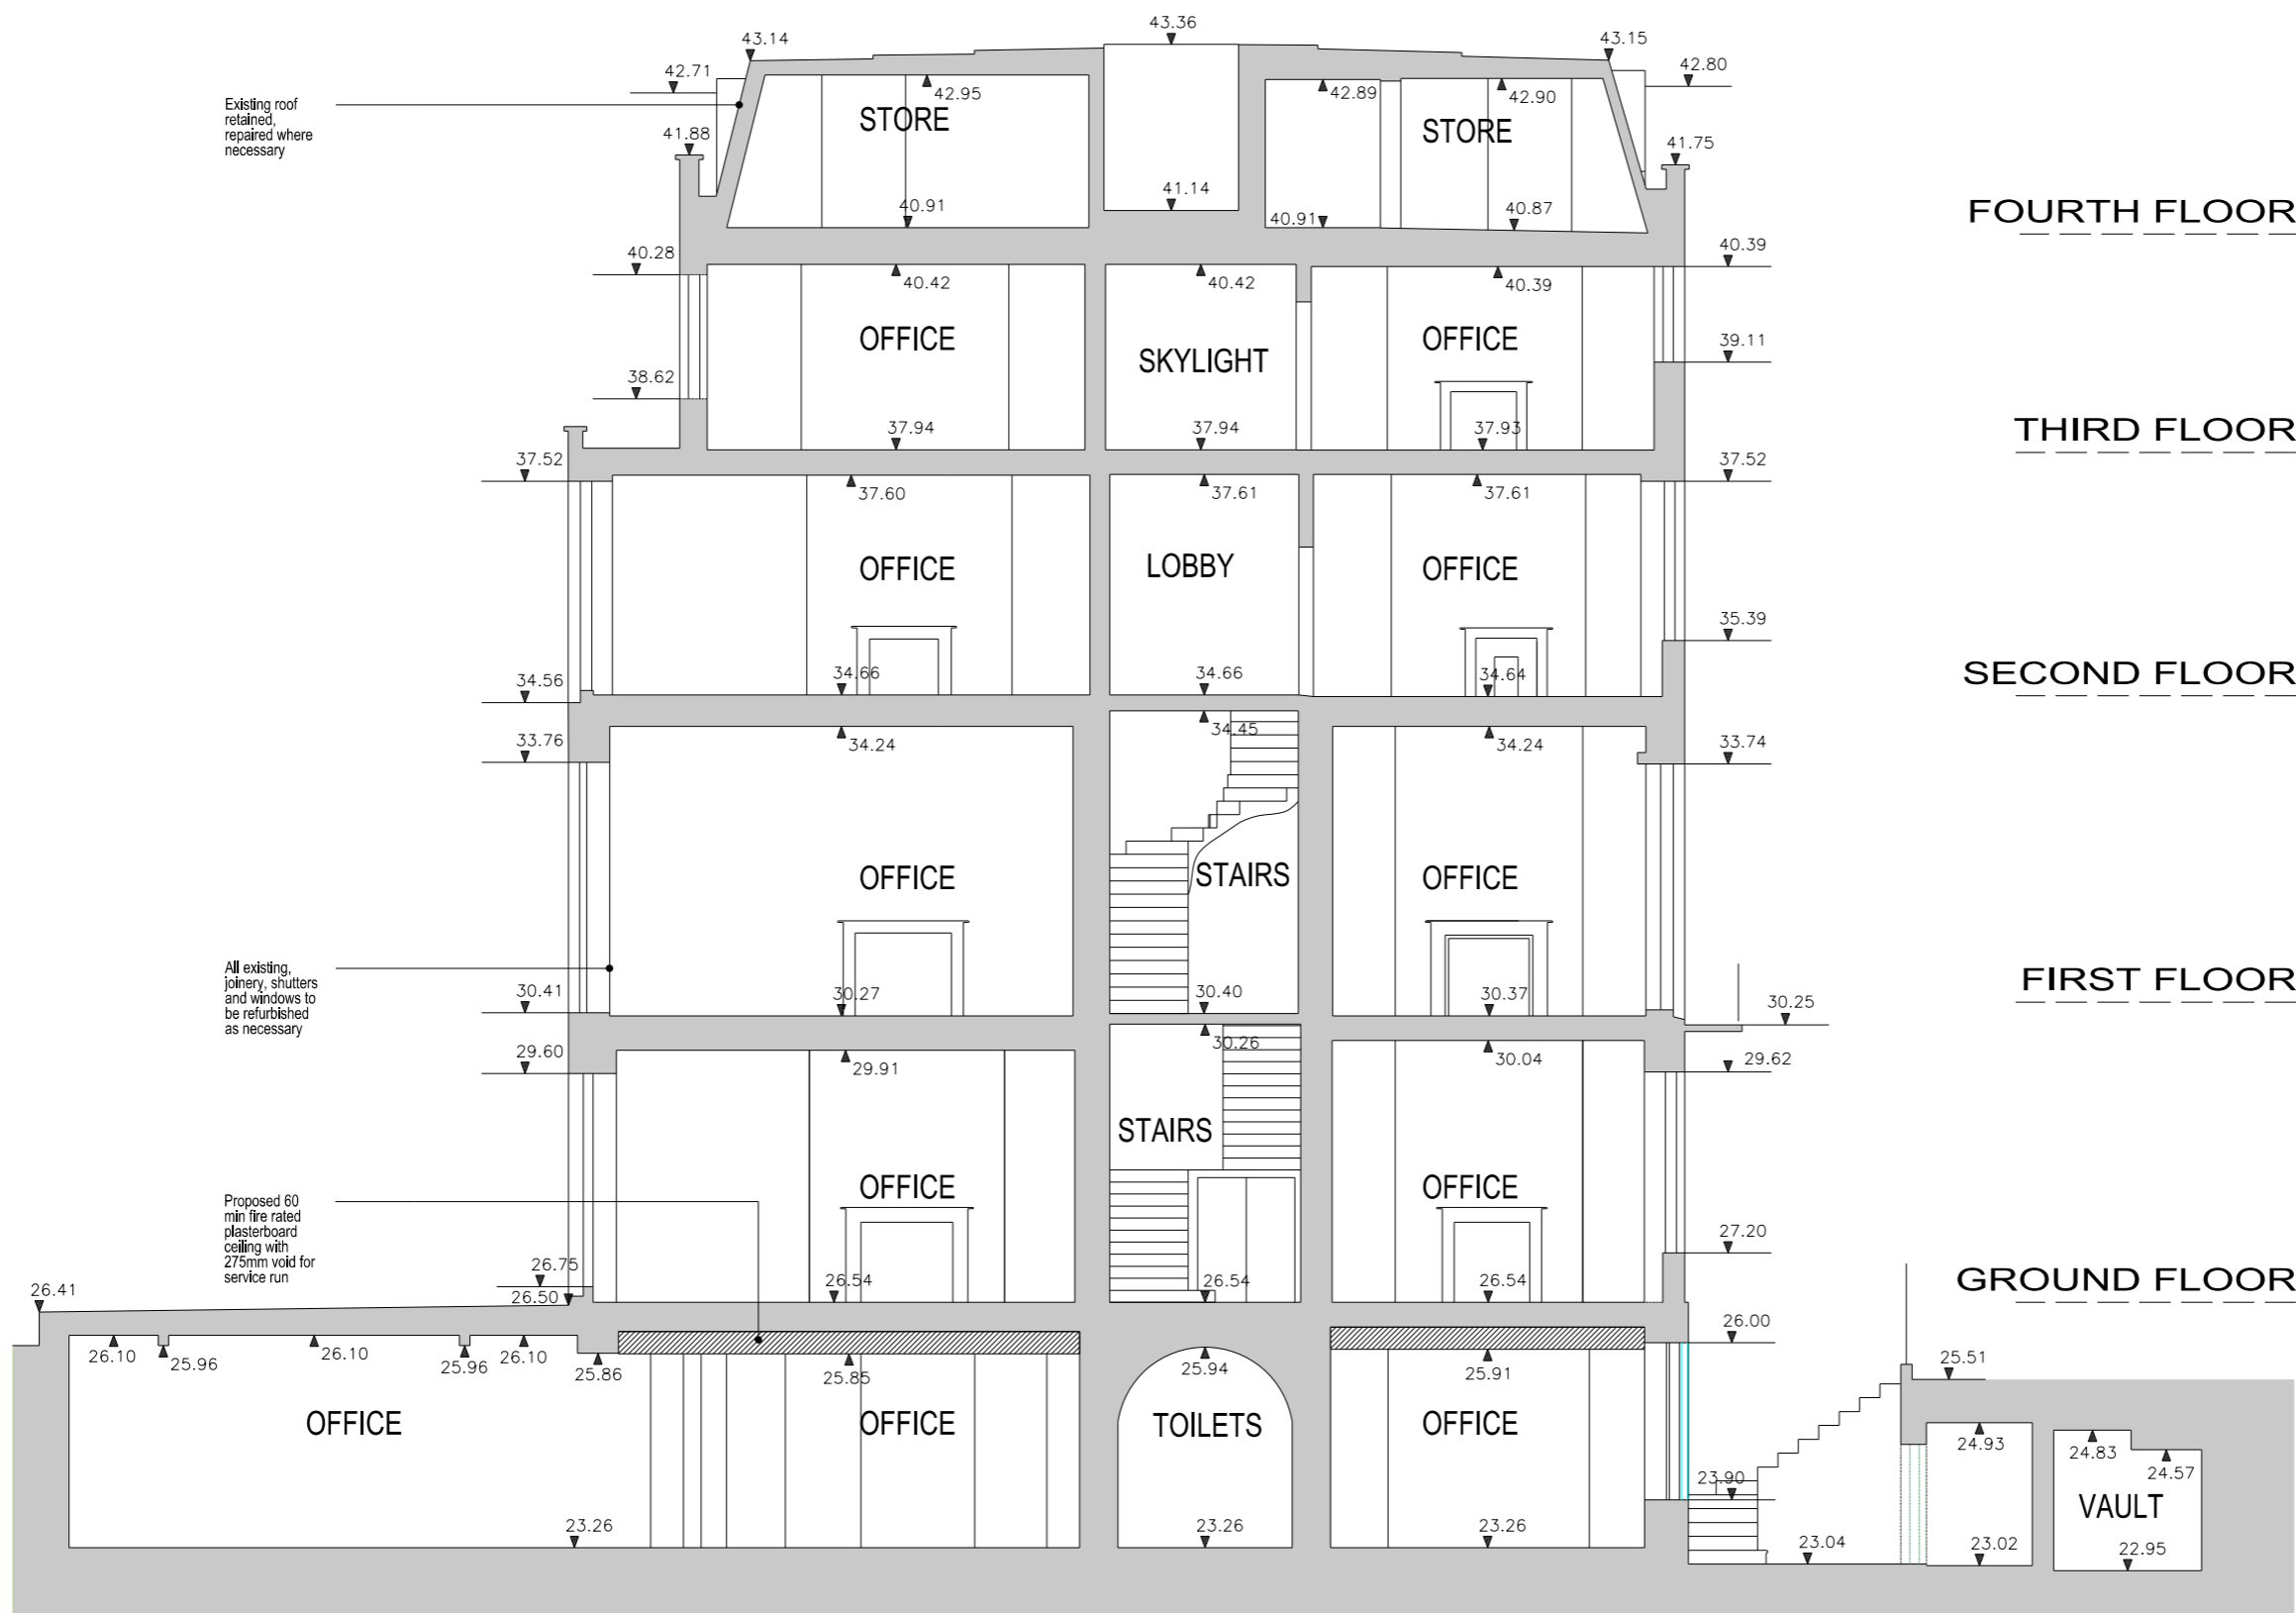 43.36
43.14
43.15
42.71
42.80
Existing roof
retained,
repaired where
necessary
42.95
42.89
42.90
STORE
STORE
41.88
41.75
41.14
40.91
40.91
40.87
FOURTH FLOOR
40.28
40.39
40.42
40.42
40.39
OFFICE
SKYLIGHT
OFFICE
39.11
38.62
37.94
37.94
37.93
THIRD FLOOR
37.52
37.52
37.60
37.61
37.61
OFFICE
LOBBY
OFFICE
35.39
34.66
34.66
34.64
SECOND FLOOR
34.56
34.45
33.76
34.24
34.24
33.74
OFFICE
STAIRS
OFFICE
All existing,
joinery, shutters
and windows to
be refurbished
as necessary
30.41
30.27
30.40
30.37
30.25
FIRST FLOOR
30.26
29.60
29.91
30.04
29.62
STAIRS
OFFICE
OFFICE
Proposed 60
min fire rated
plasterboard
ceiling with
275mm void for
service run
27.20
26.75
26.41
26.50
26.54
26.54
26.54
GROUND FLOOR
26.00
26.10
25.96
26.10
25.96
26.10
25.86
25.85
25.94
25.91
25.51
OFFICE
OFFICE
TOILETS
OFFICE
24.93
24.83
24.57
23.90
VAULT
23.26
23.26
23.26
23.04
23.02
22.95